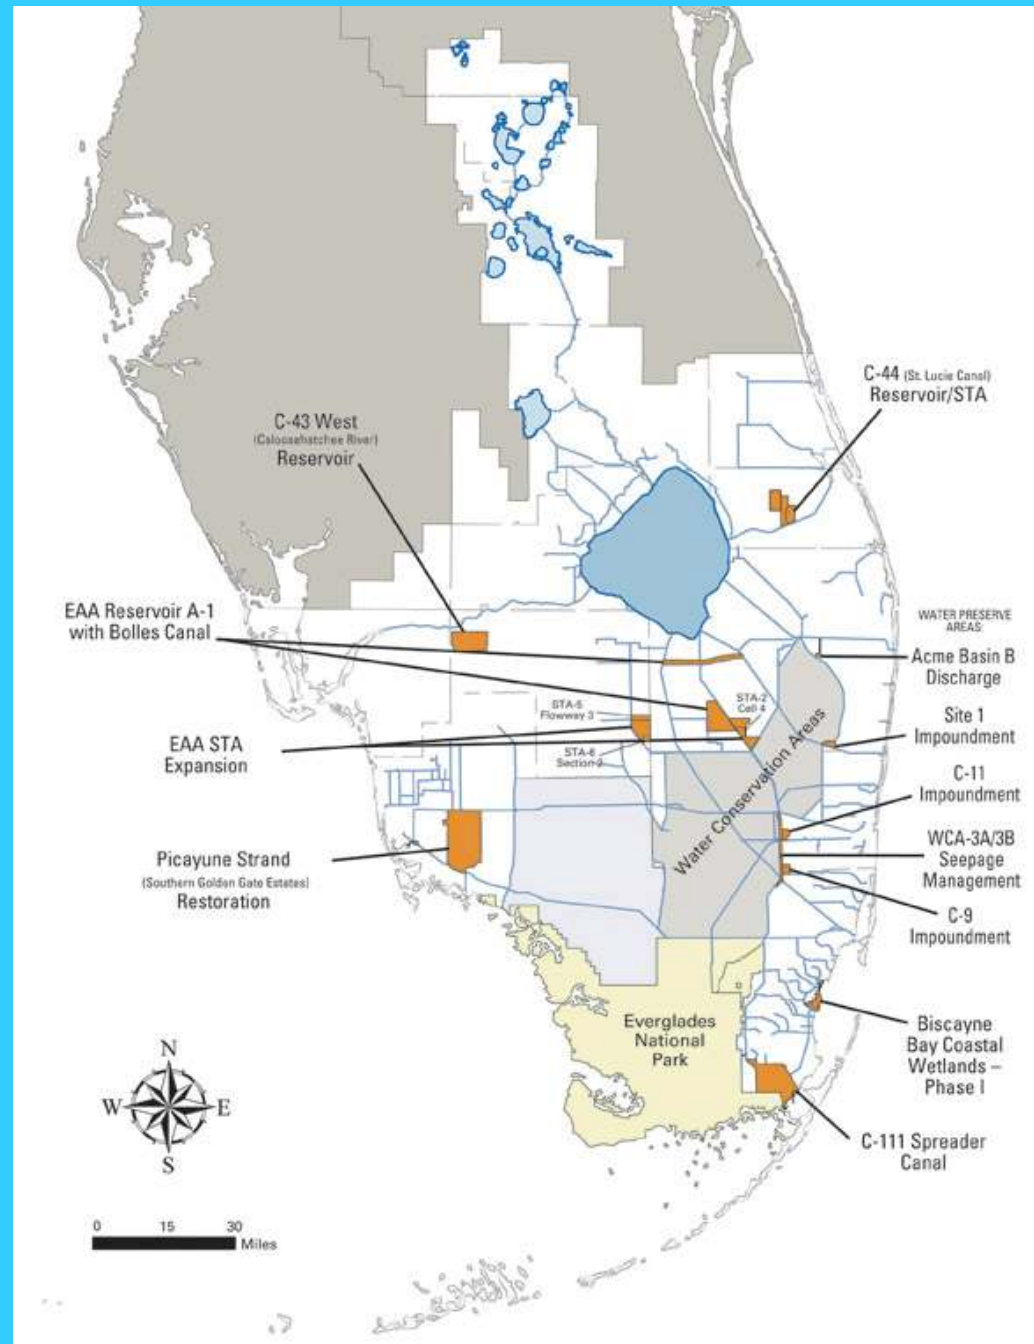 C-44 (St. Lucie Canal)
Reservoir/STA
C-43 West
(Caloosahatchee River)
Reservoir
EAA Reservoir A-1
with Bolles Canal
WATER PRESERVE
AREAS:
Acme Basin B
Discharge
STA-5
Flowway 3
STA-2
Cell 4
Site 1
Impoundment
EAA STA
Expansion
STA-6
Section 2
Water Conservation Areas
C-11
Impoundment
WCA-3A/3B
Seepage
Management
Picayune Strand
(Southern Golden Gate Estates)
Restoration
C-9
Impoundment
Everglades
National
Park
Biscayne
Bay Coastal
Wetlands –
Phase I
C-111 Spreader
Canal
N
W
E
S
0 15 30
Miles